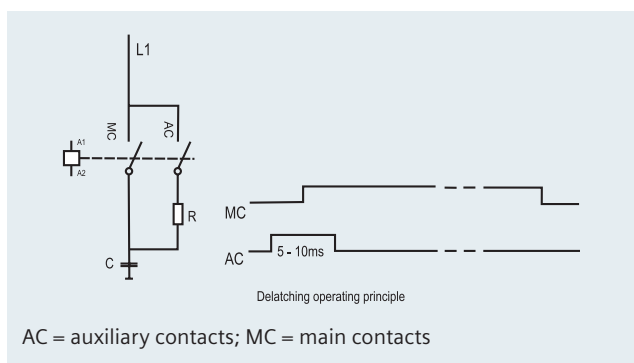 L1
MC
AC
A1
A2
R
C
MC
AC
5 - 10ms
Delatching operating principle
AC = auxiliary contacts; MC = main contacts